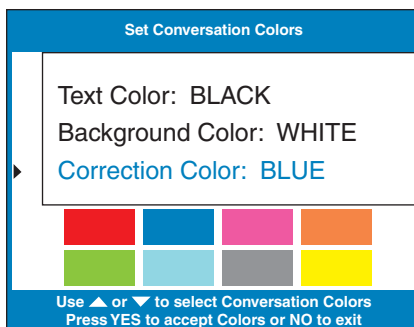 Set Conversation Colors
Text Color: BLACK
Background Color: WHITE
Correction Color: BLUE
Use ▲ or ▼ to select Conversation Colors
Press YES to accept Colors or NO to exit